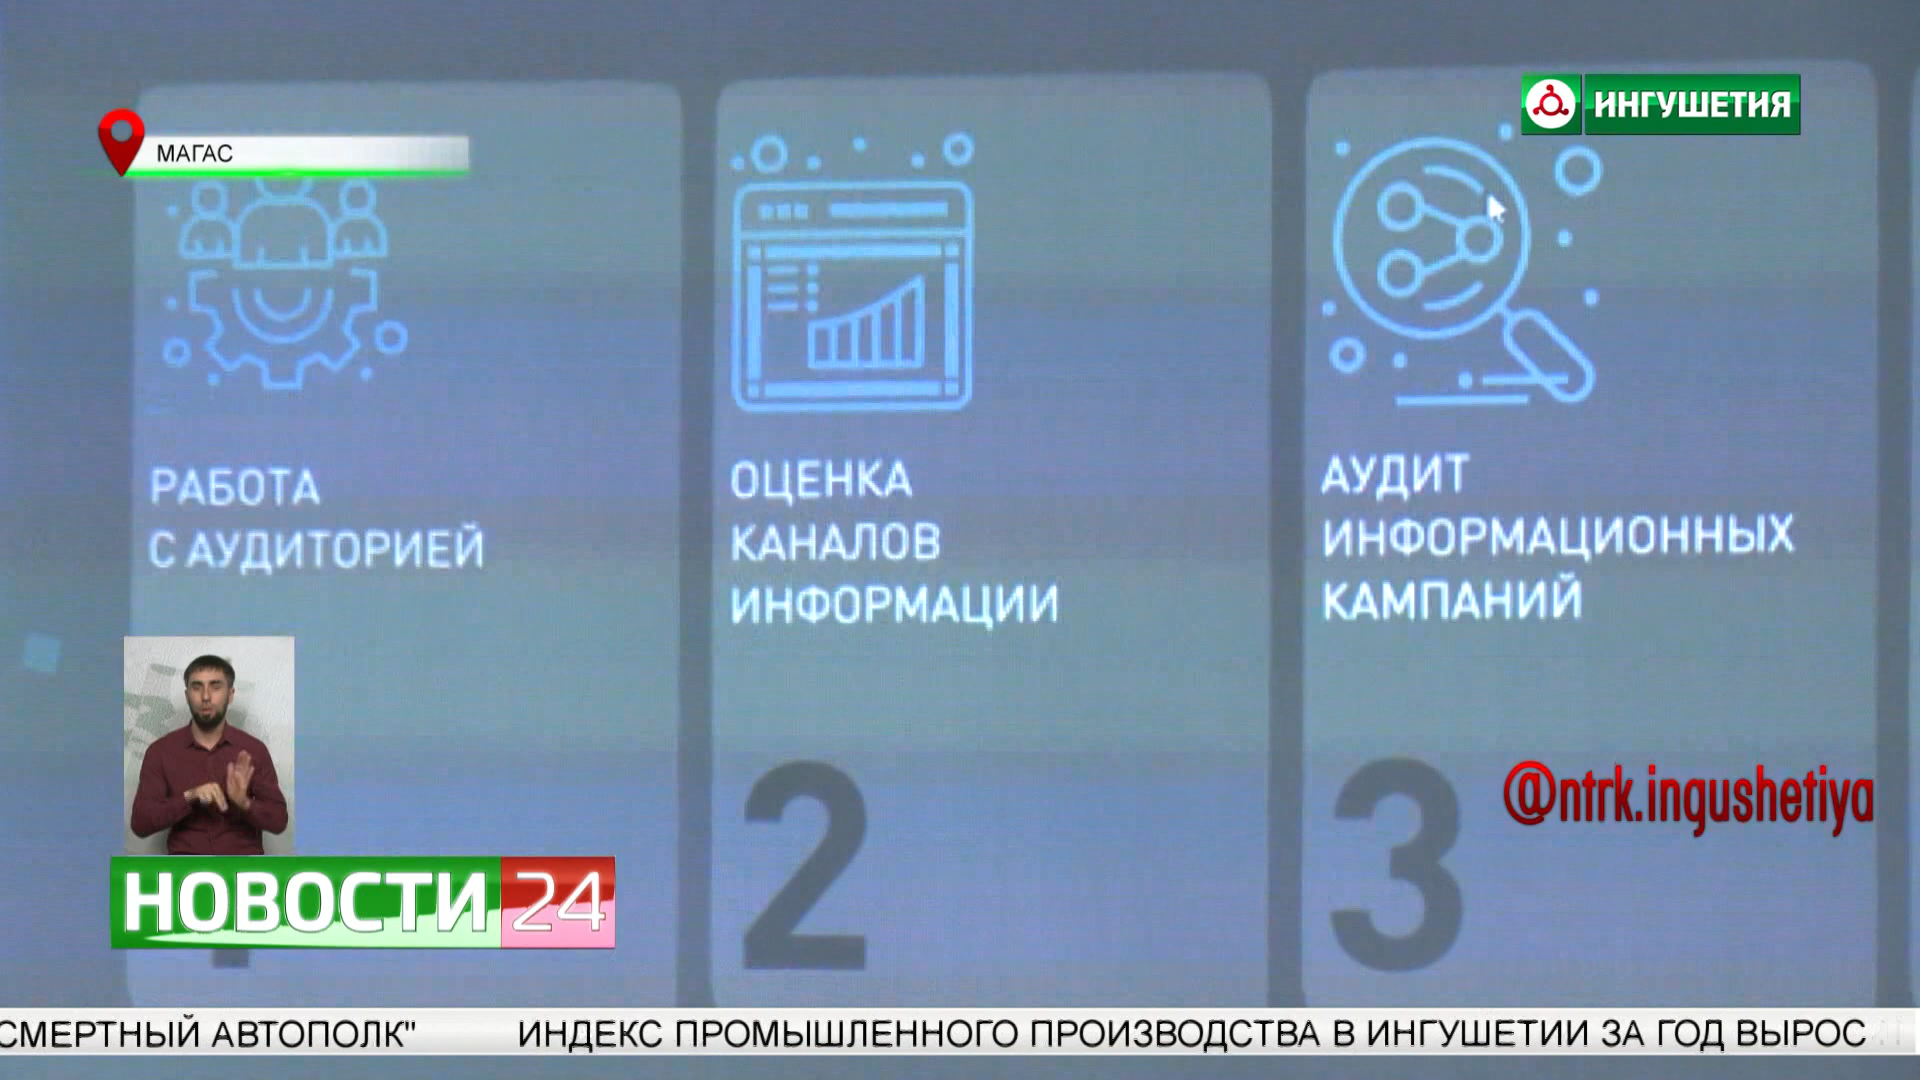 ИНГУШЕТИЯ
МАГАС
РАБОТА
С АУДИТОРИЕЙ
ОЦЕНКА
КАНАЛОВ
ИНФОРМАЦИИ
АУДИТ
ИНФОРМАЦИОННЫХ
КАМПАНИЙ
2
3
@ntrk.ingushetiya
НОВОСТИ 24
СМЕРТНЫЙ АВТОПОЛК" ИНДЕКС ПРОМЫШЛЕННОГО ПРОИЗВОДСТВА В ИНГУШЕТИИ ЗА ГОД ВЫРОС